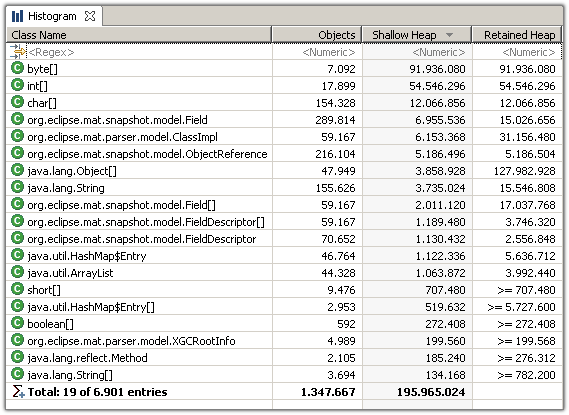 Histogram
Class Name Objects Shallow Heap Retained Heap
<Regex> <Numeric> <Numeric> <Numeric>
byte[] 7.092 91.936.080 91.936.080
int[] 17.899 54.546.296 54.546.296
char[] 154.328 12.066.856 12.066.856
org.eclipse.mat.snapshot.model.Field 289.814 6.955.536 15.026.656
org.eclipse.mat.parser.model.ClassImpl 59.167 6.153.368 31.156.480
org.eclipse.mat.snapshot.model.ObjectReference 216.104 5.186.496 5.186.504
java.lang.Object[] 47.949 3.858.928 127.982.928
java.lang.String 155.626 3.735.024 15.546.808
org.eclipse.mat.snapshot.model.Field[] 59.167 2.011.120 17.037.768
org.eclipse.mat.snapshot.model.FieldDescriptor[] 59.167 1.189.480 3.746.320
org.eclipse.mat.snapshot.model.FieldDescriptor 70.652 1.130.432 2.556.848
java.util.HashMap$Entry 46.764 1.122.336 5.636.712
java.util.ArrayList 44.328 1.063.872 3.992.440
short[] 9.476 707.480 >= 707.480
java.util.HashMap$Entry[] 2.953 519.632 >= 5.727.600
boolean[] 592 272.408 >= 272.408
org.eclipse.mat.parser.model.XGCRootInfo 4.989 199.560 >= 199.568
java.lang.reflect.Method 2.105 185.240 >= 276.312
java.lang.String[] 3.694 134.168 >= 782.200
Total: 19 of 6.901 entries 1.347.667 195.965.024